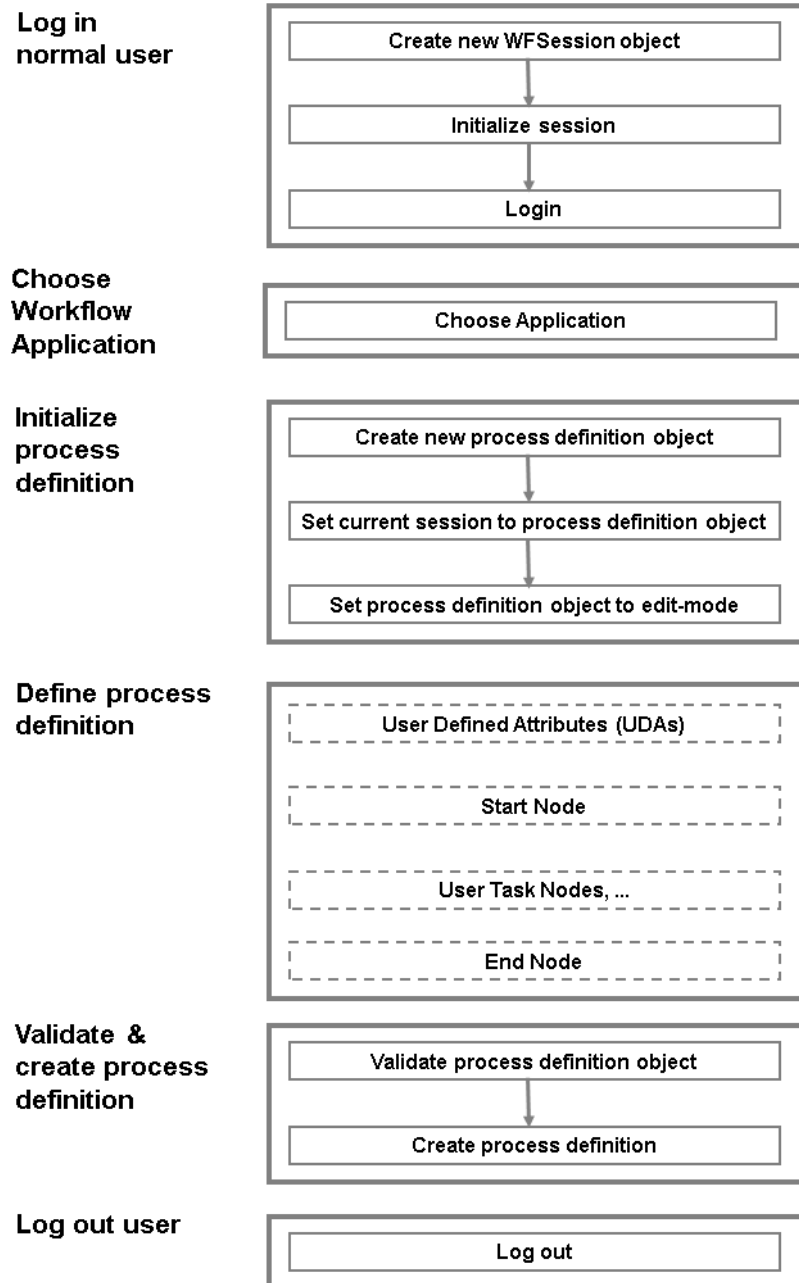 Log in
normal user
Create new WFSession object
Initialize session
Login
Choose
Workflow
Application
Choose Application
Initialize
process
definition
Create new process definition object
Set current session to process definition object
Set process definition object to edit-mode
Define process
definition
User Defined Attributes (UDAs)
Start Node
User Task Nodes, ...
End Node
Validate &
create process
definition
Validate process definition object
Create process definition
Log out user
Log out